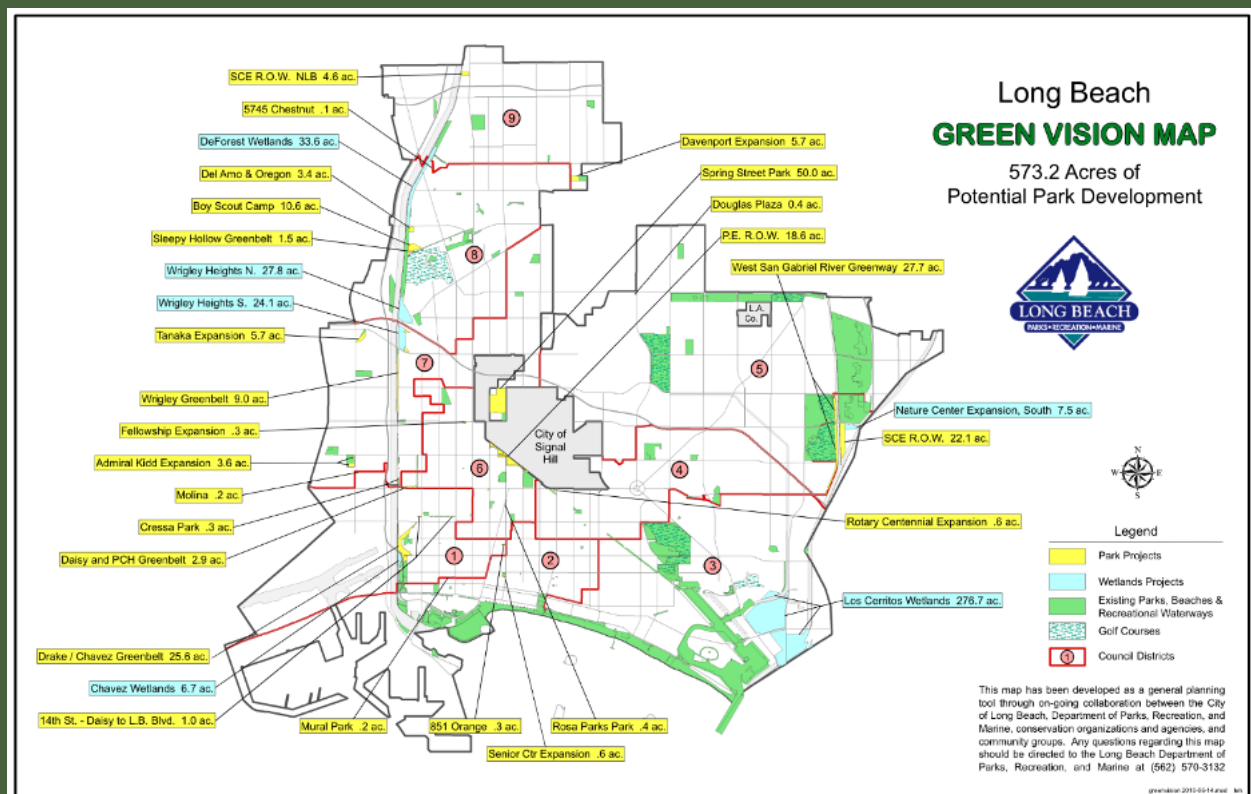 Long Beach
GREEN VISION MAP
573.2 Acres of
Potential Park Development
LONG BEACH
PARKS•RECREATION•MARINE
SCE R.O.W. NLB 4.6 ac.
5745 Chestnut .1 ac.
DeForest Wetlands 33.6 ac.
Del Amo & Oregon 3.4 ac.
Boy Scout Camp 10.6 ac.
Sleepy Hollow Greenbelt 1.5 ac.
Wrigley Heights N. 27.8 ac.
Wrigley Heights S. 24.1 ac.
Tanaka Expansion 5.7 ac.
Wrigley Greenbelt 9.0 ac.
Fellowship Expansion .3 ac.
Admiral Kidd Expansion 3.6 ac.
Molina .2 ac.
Cressa Park .3 ac.
Daisy and PCH Greenbelt 2.9 ac.
Drake / Chavez Greenbelt 25.6 ac.
Chavez Wetlands 6.7 ac.
14th St. - Daisy to L.B. Blvd. 1.0 ac.
Mural Park .2 ac.
851 Orange .3 ac.
Senior Ctr Expansion .6 ac.
Rosa Parks Park .4 ac.
Davenport Expansion 5.7 ac.
Spring Street Park 50.0 ac.
Douglas Plaza 0.4 ac.
P.E. R.O.W. 18.6 ac.
West San Gabriel River Greenway 27.7 ac.
Nature Center Expansion, South 7.5 ac.
SCE R.O.W. 22.1 ac.
Rotary Centennial Expansion .6 ac.
Los Cerritos Wetlands 276.7 ac.
9
8
7
6
5
4
3
2
1
L.A.
Co.
City of
Signal
Hill
N
W
E
S
Legend
Park Projects
Wetlands Projects
Existing Parks, Beaches &
Recreational Waterways
Golf Courses
1
Council Districts
This map has been developed as a general planning
tool through on-going collaboration between the City
of Long Beach, Department of Parks, Recreation, and
Marine, conservation organizations and agencies, and
community groups. Any questions regarding this map
should be directed to the Long Beach Department of
Parks, Recreation, and Marine at (562) 570-3132